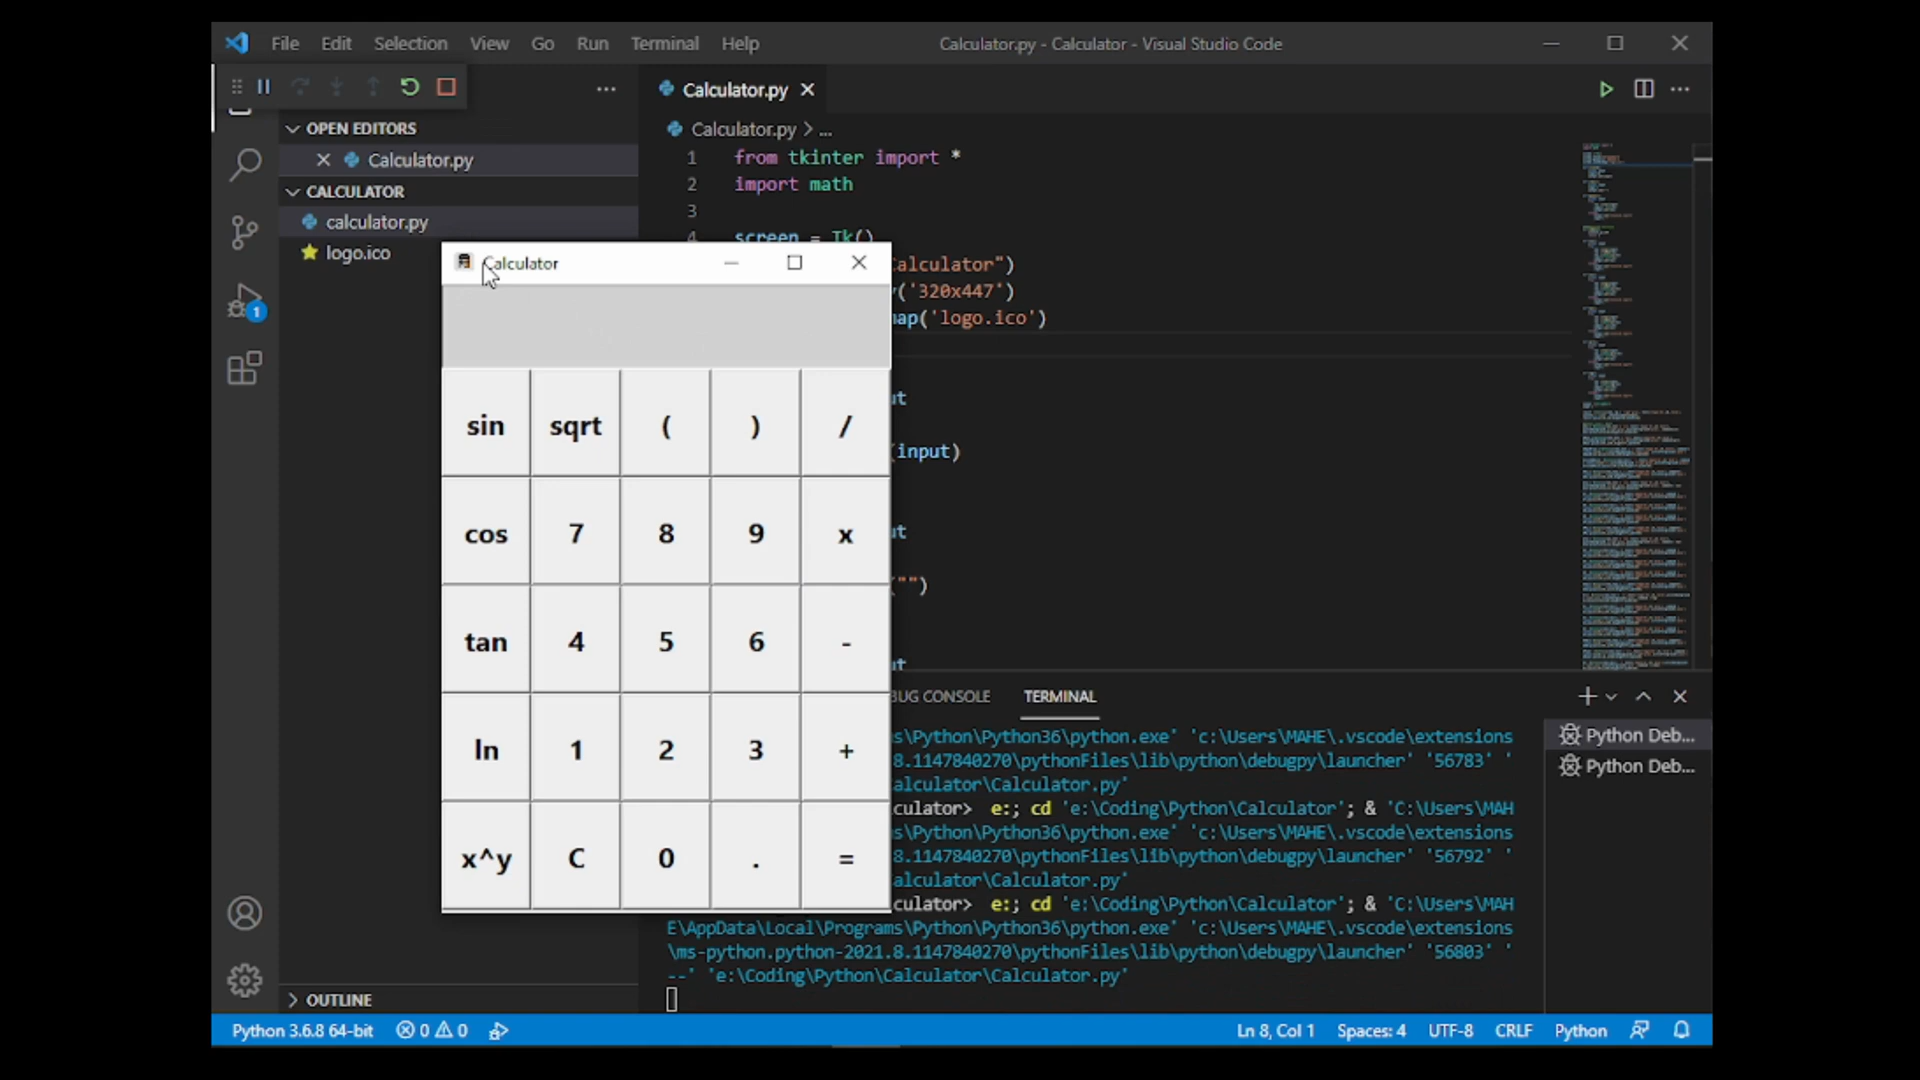 File Edit Selection View Go Run Terminal Help
Calculator.py - Calculator - Visual Studio Code
OPEN EDITORS
Calculator.py
CALCULATOR
calculator.py
logo.ico
1
OUTLINE
Calculator.py
Calculator.py > ...
1 from tkinter import *
2 import math
3
4 screen = Tk()
alculator")
('320x447')
ap('logo.ico')
(input)
("")
Calculator
sin sqrt ( ) /
cos 7 8 9 x
tan 4 5 6 -
ln 1 2 3 +
x^y C 0 . =
BUG CONSOLE TERMINAL
s\Python\Python36\python.exe' 'c:\Users\MAHE\.vscode\extensions
8.1147840270\pythonFiles\lib\python\debugpy\launcher' '56783' '
alculator\Calculator.py'
culator> e:; cd 'e:\Coding\Python\Calculator'; & 'C:\Users\MAH
s\Python\Python36\python.exe' 'c:\Users\MAHE\.vscode\extensions
8.1147840270\pythonFiles\lib\python\debugpy\launcher' '56792' '
alculator\Calculator.py'
culator> e:; cd 'e:\Coding\Python\Calculator'; & 'C:\Users\MAH
E\AppData\Local\Programs\Python\Python36\python.exe' 'c:\Users\MAHE\.vscode\extensions
\ms-python.python-2021.8.1147840270\pythonFiles\lib\python\debugpy\launcher' '56803' '
--' 'e:\Coding\Python\Calculator\Calculator.py'
Python Deb...
Python Deb...
Python 3.6.8 64-bit 0 0
Ln 8, Col 1 Spaces: 4 UTF-8 CRLF Python